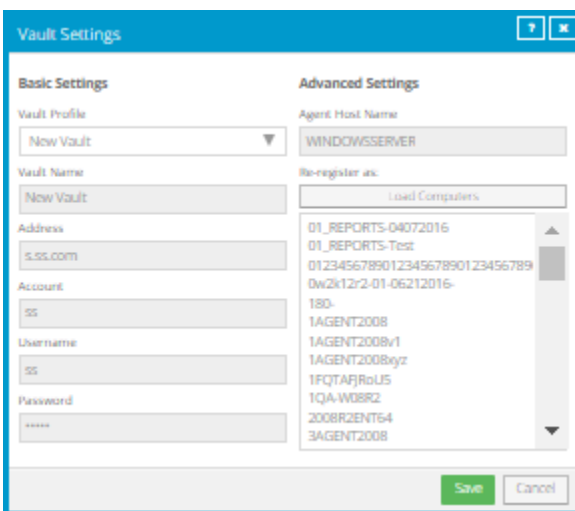 Vault Settings
?
Basic Settings
Vault Profile
New Vault
Vault Name
New Vault
Address
s.ss.com
Account
ss
Username
ss
Password
*****
Advanced Settings
Agent Host Name
WINDOWSSERVER
Re-register as:
Load Computers
01_REPORTS-04072016
01_REPORTS-Test
0123456789012345678901234567890
0w2k12r2-01-06212016-
180-
1AGENT2008
1AGENT2008v1
1AGENT2008xyz
1FQTAFJRoU5
1QA-W08R2
2008R2ENT64
3AGENT2008
Save
Cancel